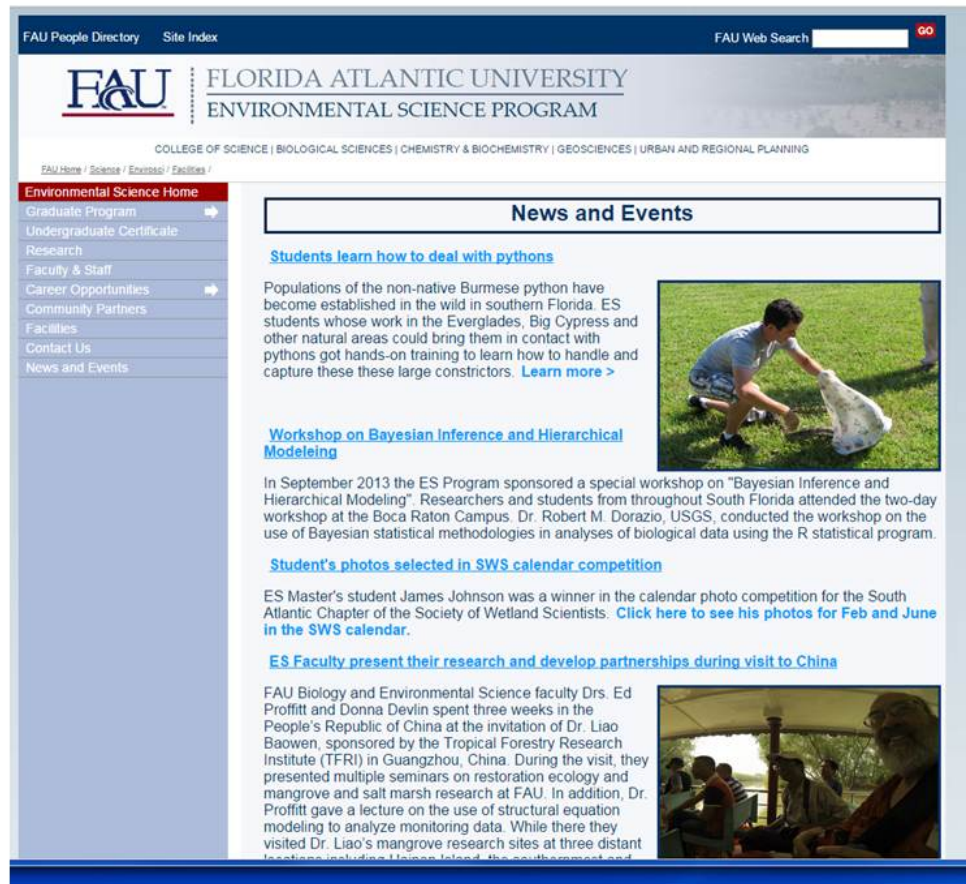 FAU People Directory Site Index FAU Web Search GO
FAU FLORIDA ATLANTIC UNIVERSITY
ENVIRONMENTAL SCIENCE PROGRAM
COLLEGE OF SCIENCE | BIOLOGICAL SCIENCES | CHEMISTRY & BIOCHEMISTRY | GEOSCIENCES | URBAN AND REGIONAL PLANNING
FAU Home / Science / Envirosci / Facilities /
Environmental Science Home
Graduate Program
Undergraduate Certificate
Research
Faculty & Staff
Career Opportunities
Community Partners
Facilities
Contact Us
News and Events
News and Events
Students learn how to deal with pythons
Populations of the non-native Burmese python have
become established in the wild in southern Florida. ES
students whose work in the Everglades, Big Cypress and
other natural areas could bring them in contact with
pythons got hands-on training to learn how to handle and
capture these these large constrictors. Learn more >
Workshop on Bayesian Inference and Hierarchical
Modeleing
In September 2013 the ES Program sponsored a special workshop on "Bayesian Inference and
Hierarchical Modeling". Researchers and students from throughout South Florida attended the two-day
workshop at the Boca Raton Campus. Dr. Robert M. Dorazio, USGS, conducted the workshop on the
use of Bayesian statistical methodologies in analyses of biological data using the R statistical program.
Student's photos selected in SWS calendar competition
ES Master's student James Johnson was a winner in the calendar photo competition for the South
Atlantic Chapter of the Society of Wetland Scientists. Click here to see his photos for Feb and June
in the SWS calendar.
ES Faculty present their research and develop partnerships during visit to China
FAU Biology and Environmental Science faculty Drs. Ed
Proffitt and Donna Devlin spent three weeks in the
People's Republic of China at the invitation of Dr. Liao
Baowen, sponsored by the Tropical Forestry Research
Institute (TFRI) in Guangzhou, China. During the visit, they
presented multiple seminars on restoration ecology and
mangrove and salt marsh research at FAU. In addition, Dr.
Proffitt gave a lecture on the use of structural equation
modeling to analyze monitoring data. While there they
visited Dr. Liao's mangrove research sites at three distant
locations including Hainan Island, the southernmost and